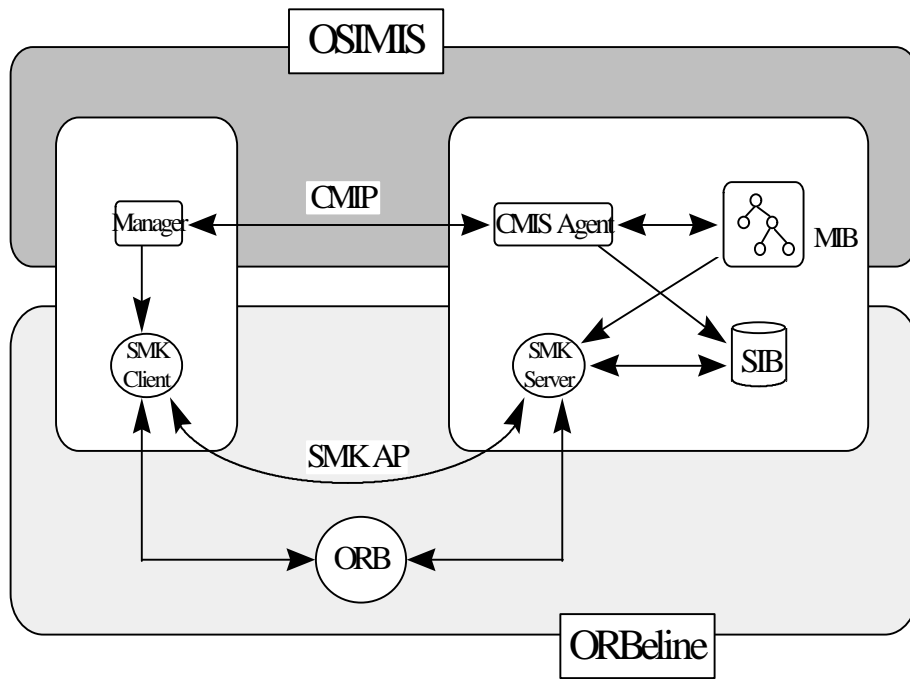 OSIMIS
CMIP
Manager
CMIS Agent
MIB
SMK
Client
SMK
Server
SIB
SMK AP
ORB
ORBeline